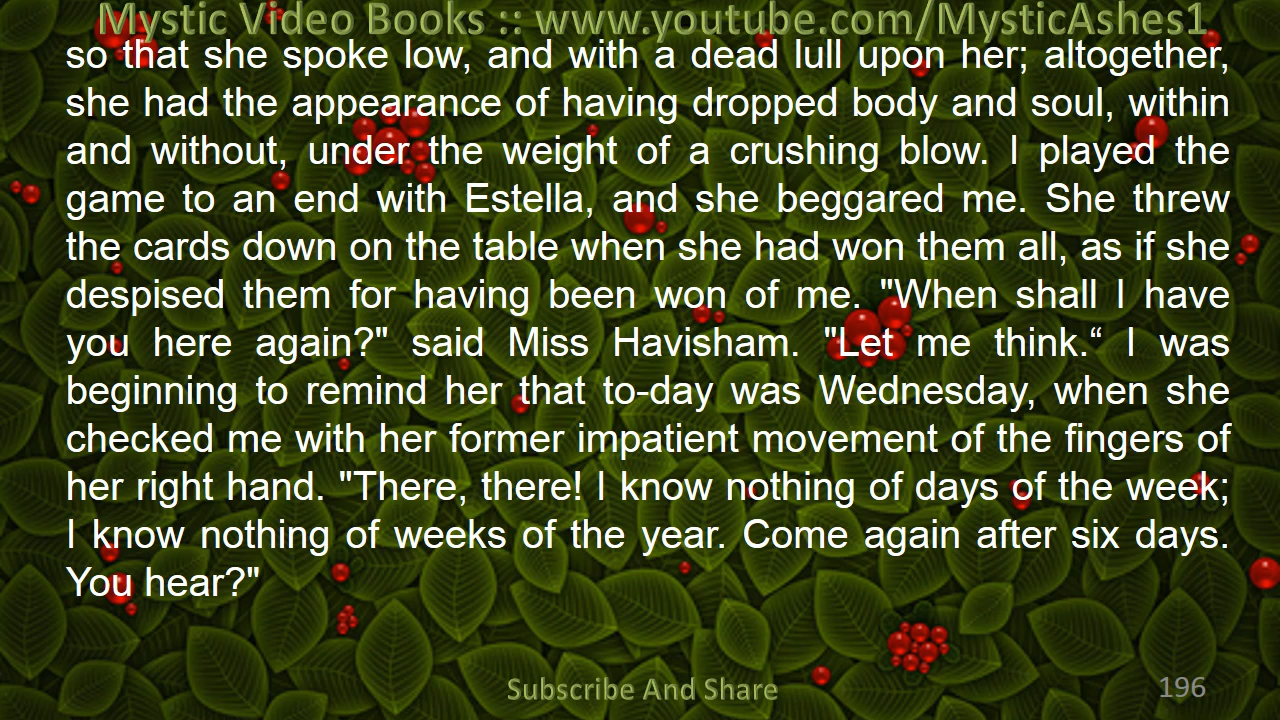 Mystic Video Books :: www.youtube.com/MysticAshes1
so that she spoke low, and with a dead lull upon her; altogether,
she had the appearance of having dropped body and soul, within
and without, under the weight of a crushing blow. I played the
game to an end with Estella, and she beggared me. She threw
the cards down on the table when she had won them all, as if she
despised them for having been won of me. "When shall I have
you here again?" said Miss Havisham. "Let me think.“ I was
beginning to remind her that to-day was Wednesday, when she
checked me with her former impatient movement of the fingers of
her right hand. "There, there! I know nothing of days of the week;
I know nothing of weeks of the year. Come again after six days.
You hear?"
Subscribe And Share
196